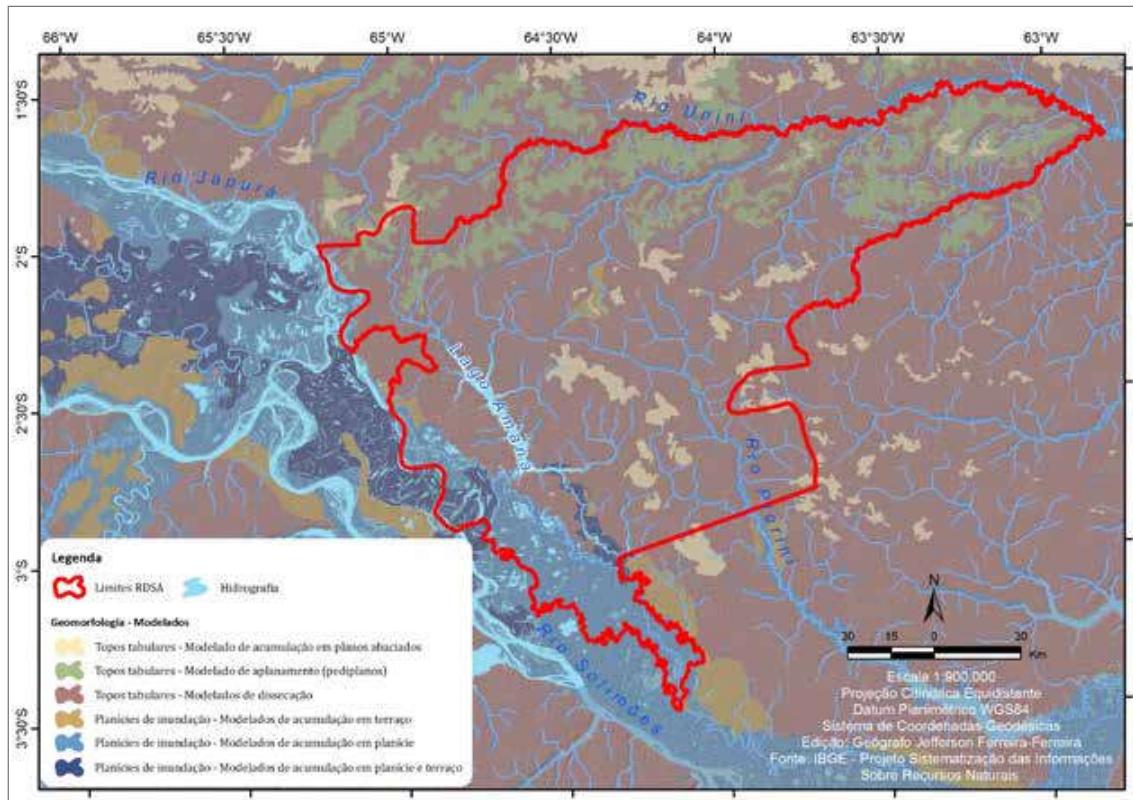 66°W 65°30'W 65°W 64°30'W 64°W 63°30'W 63°W
1°30'S
2°S
2°30'S
3°S
3°30'S
Rio Unini
Rio Japurá
Lago Amanã
Rio Solimões
Legenda
Limites RDSA Hidrografia
Geomorfologia - Modelados
Topos tabulares - Modelado de acumulação em planos abaciados
Topos tabulares - Modelado de aplanamento (pediplanos)
Topos tabulares - Modelados de dissecação
Planícies de inundação - Modelados de acumulação em terraço
Planícies de inundação - Modelados de acumulação em planície
Planícies de inundação - Modelados de acumulação em planície e terraço
N
30 15 0 30
Km
Escala 1:900.000
Projeção Cilíndrica Equidistante
Datum Planimétrico WGS84
Sistema de Coordenadas Geodésicas
Edição: Geógrafo Jefferson Ferreira-Ferreira
Fonte: IBGE - Projeto Sistematização das Informações
Sobre Recursos Naturais